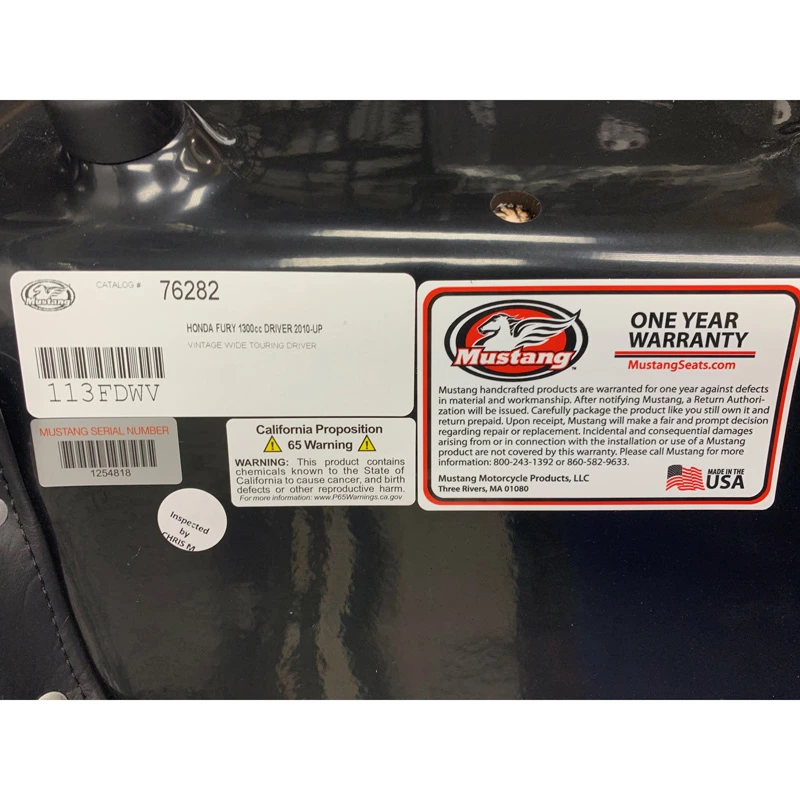 Mustang
CATALOG # 76282
HONDA FURY 1300cc DRIVER 2010-UP
VINTAGE WIDE TOURING DRIVER
113FDWV
MUSTANG SERIAL NUMBER
1254818
California Proposition
65 Warning
WARNING: This product contains
chemicals known to the State of
California to cause cancer, and birth
defects or other reproductive harm.
For more information: www.P65Warnings.ca.gov
Inspected
by
CHRIS M
Mustang™
ONE YEAR
WARRANTY
MustangSeats.com
Mustang handcrafted products are warranted for one year against defects
in material and workmanship. After notifying Mustang, a Return Authori-
zation will be issued. Carefully package the product like you still own it and
return prepaid. Upon receipt, Mustang will make a fair and prompt decision
regarding repair or replacement. Incidental and consequential damages
arising from or in connection with the installation or use of a Mustang
product are not covered by this warranty. Please call Mustang for more
information: 800-243-1392 or 860-582-9633.
Mustang Motorcycle Products, LLC
Three Rivers, MA 01080
MADE IN THE
USA